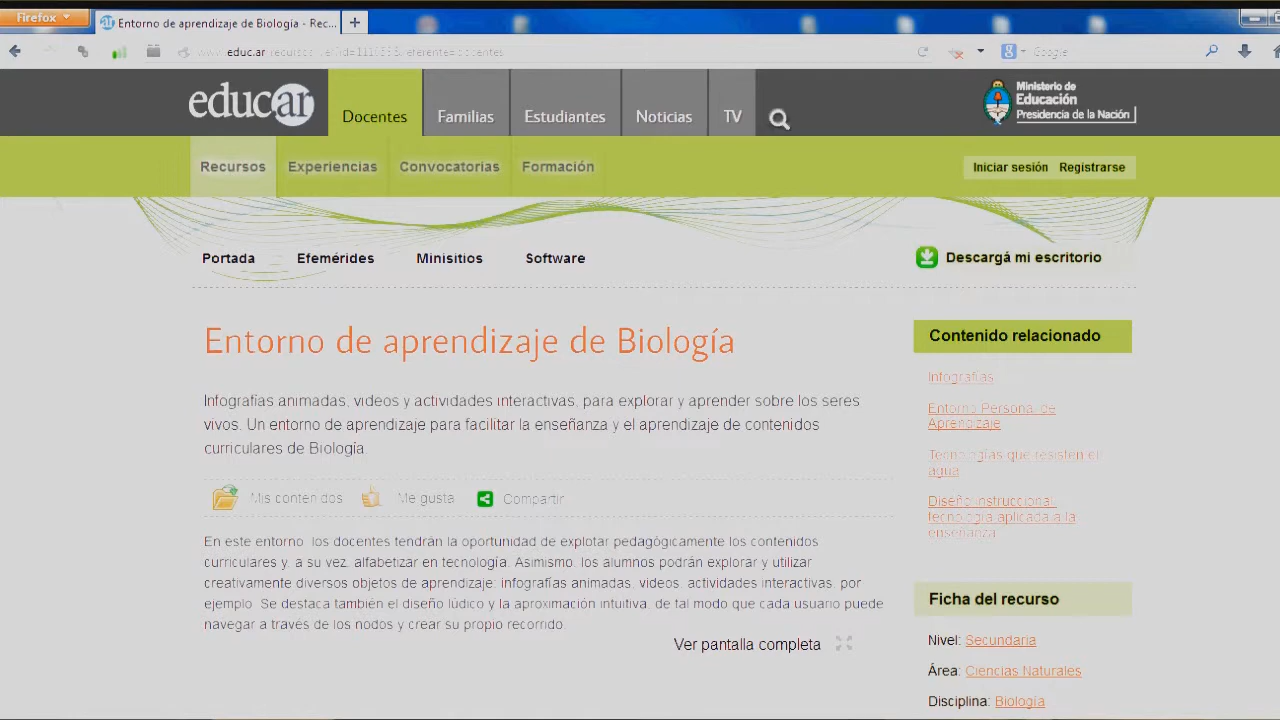 Firefox
Entorno de aprendizaje de Biología - Rec...
educ.ar
Google
educar
Docentes
Familias
Estudiantes
Noticias
TV
Ministerio de
Educación
Presidencia de la Nación
Recursos
Experiencias
Convocatorias
Formación
Iniciar sesión
Registrarse
Portada
Efemérides
Minisitios
Software
Descargá mi escritorio
Entorno de aprendizaje de Biología
Infografías animadas, videos y actividades interactivas, para explorar y aprender sobre los seres
vivos. Un entorno de aprendizaje para facilitar la enseñanza y el aprendizaje de contenidos
curriculares de Biología.
Mis contenidos
Me gusta
Compartir
En este entorno, los docentes tendrán la oportunidad de explotar pedagógicamente los contenidos
curriculares y, a su vez, alfabetizar en tecnología. Asimismo, los alumnos podrán explorar y utilizar
creativamente diversos objetos de aprendizaje: infografías animadas, videos, actividades interactivas, por
ejemplo. Se destaca también el diseño lúdico y la aproximación intuitiva, de tal modo que cada usuario puede
navegar a través de los nodos y crear su propio recorrido.
Ver pantalla completa
Contenido relacionado
Infografías
Entorno Personal de
Aprendizaje
Tecnologías que resisten el
agua
Diseño instruccional:
tecnología aplicada a la
enseñanza
Ficha del recurso
Nivel: Secundaria
Área: Ciencias Naturales
Disciplina: Biología